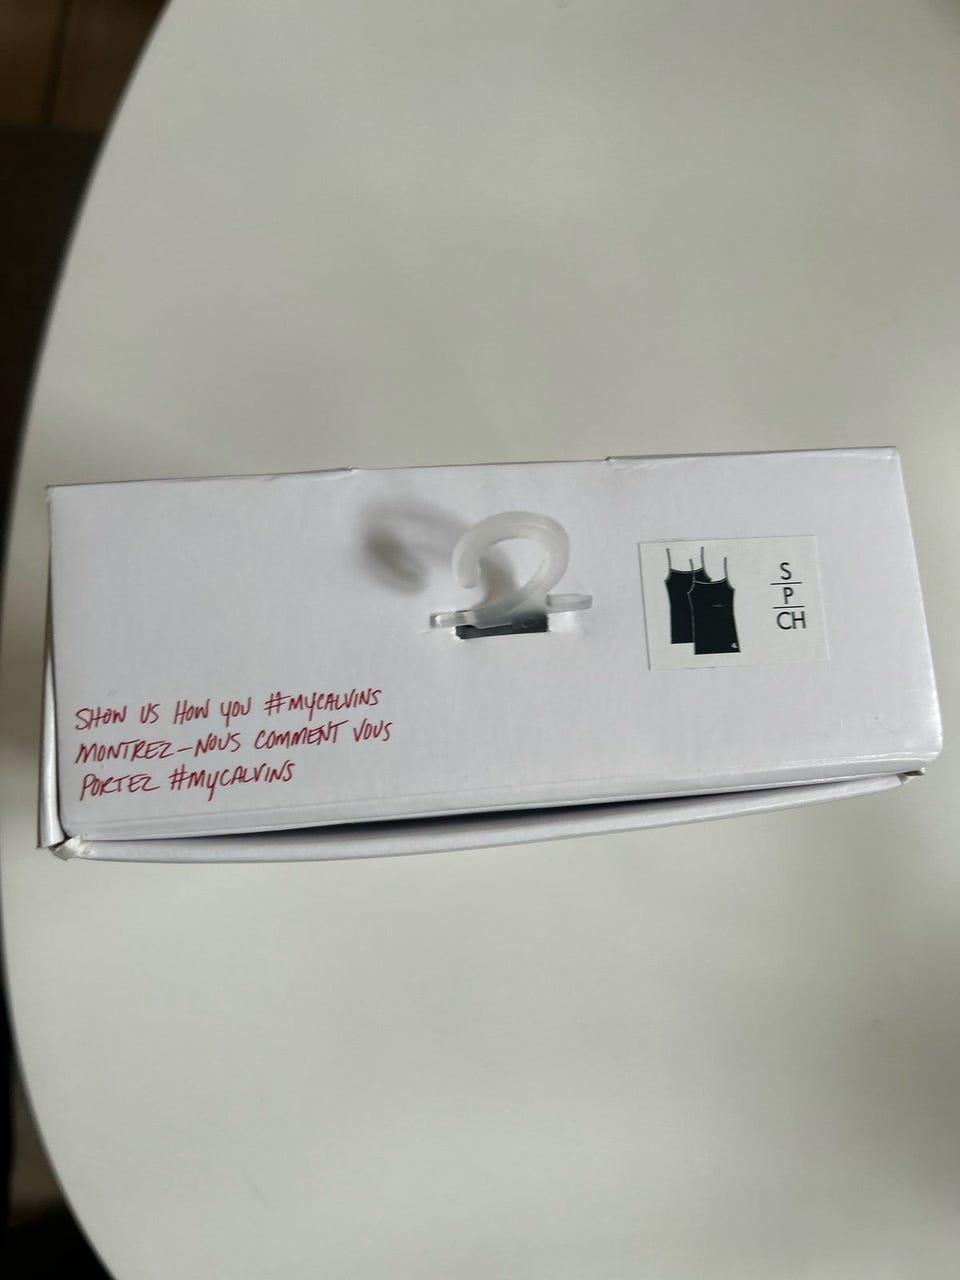 SHOW US HOW YOU #MYCALVINS
MONTREZ-NOUS COMMENT VOUS
PORTEZ #MYCALVINS
S
P
CH